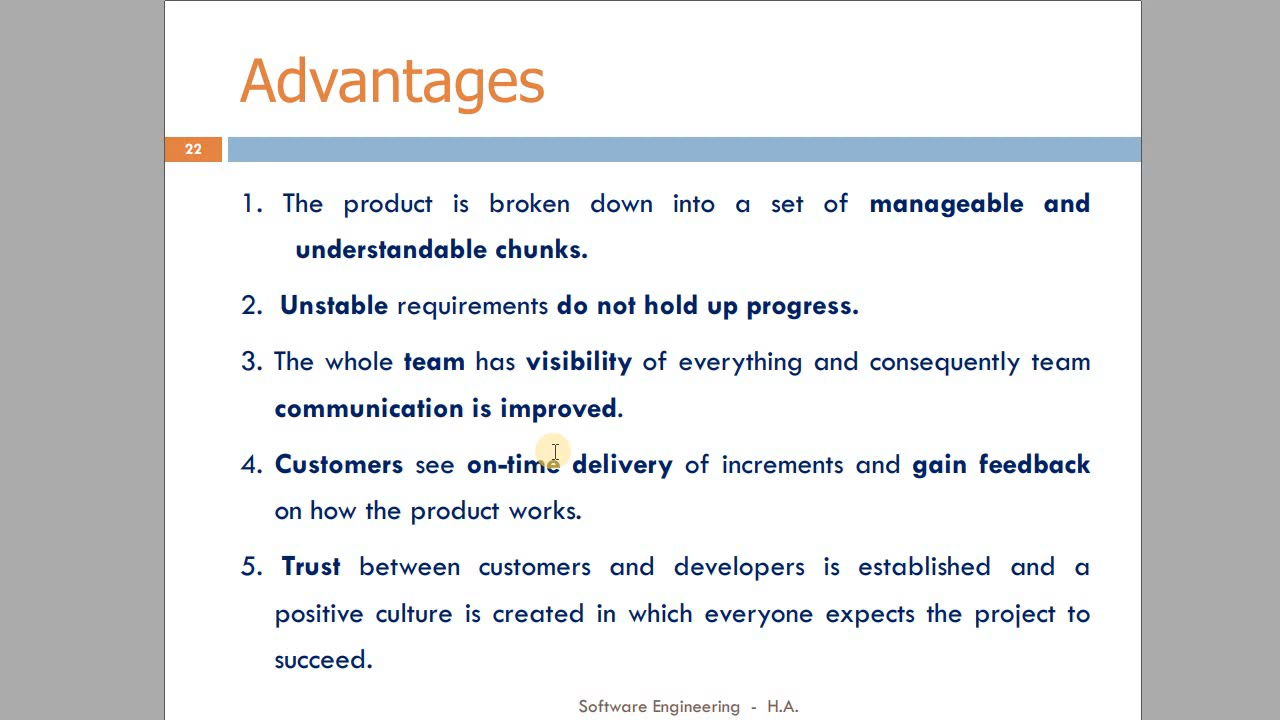 Advantages
22
1. The product is broken down into a set of manageable and
understandable chunks.
2. Unstable requirements do not hold up progress.
3. The whole team has visibility of everything and consequently team
communication is improved.
4. Customers see on-time delivery of increments and gain feedback
on how the product works.
5. Trust between customers and developers is established and a
positive culture is created in which everyone expects the project to
succeed.
Software Engineering - H.A.